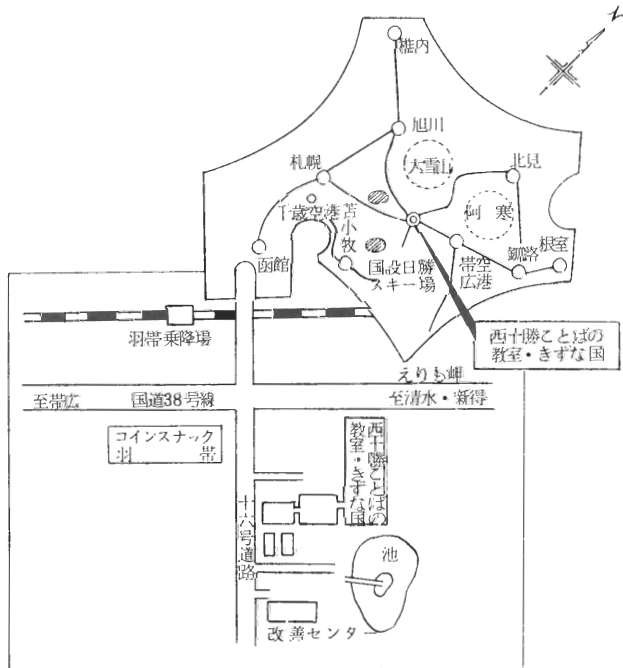 N
稚内
旭川
札幌
大雪山
北見
千歳空港
苫小牧
阿寒
函館
国設日勝
スキー場
帯広
空港
釧路
根室
羽帯乗降場
西十勝ことばの
教室・きずな国
えりも岬
至帯広
国道38号線
至清水・新得
コインスナック
羽帯
西十勝ことばの
教室・きずな国
十六号道路
池
改善センター